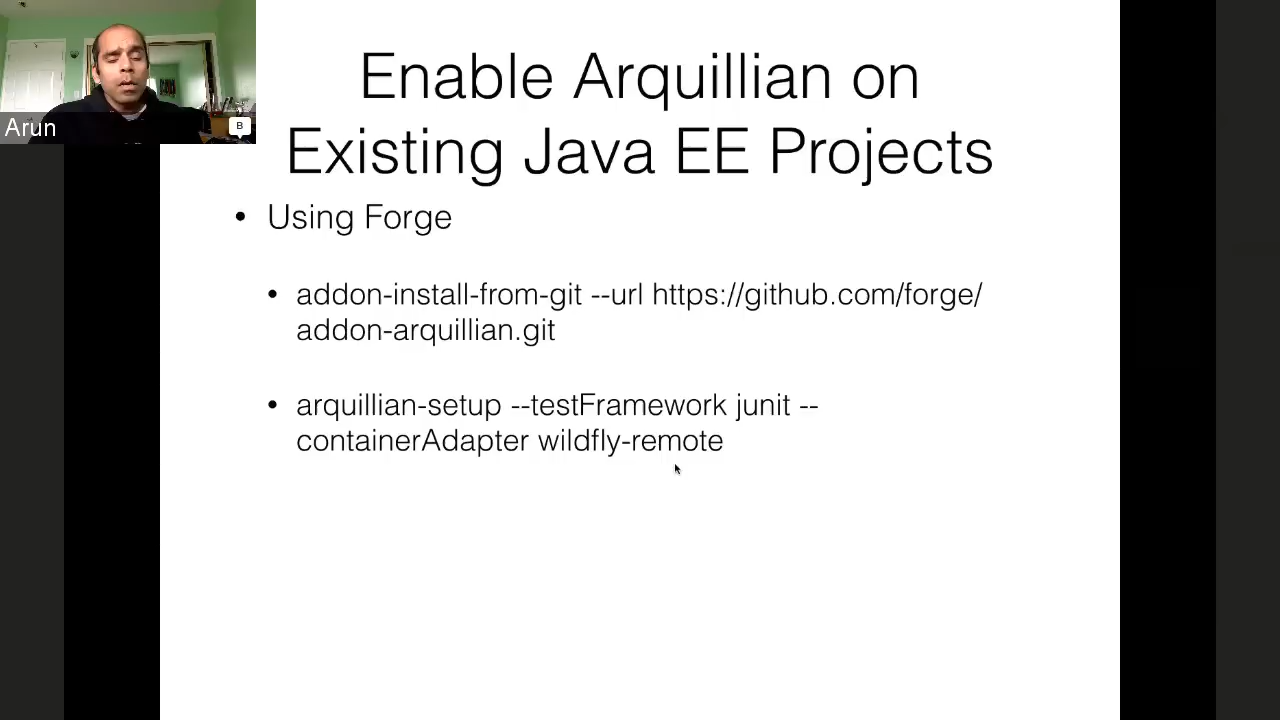 Enable Arquillian on
Existing Java EE Projects
Arun
B
• Using Forge
• addon-install-from-git --url https://github.com/forge/
addon-arquillian.git
• arquillian-setup --testFramework junit --
containerAdapter wildfly-remote